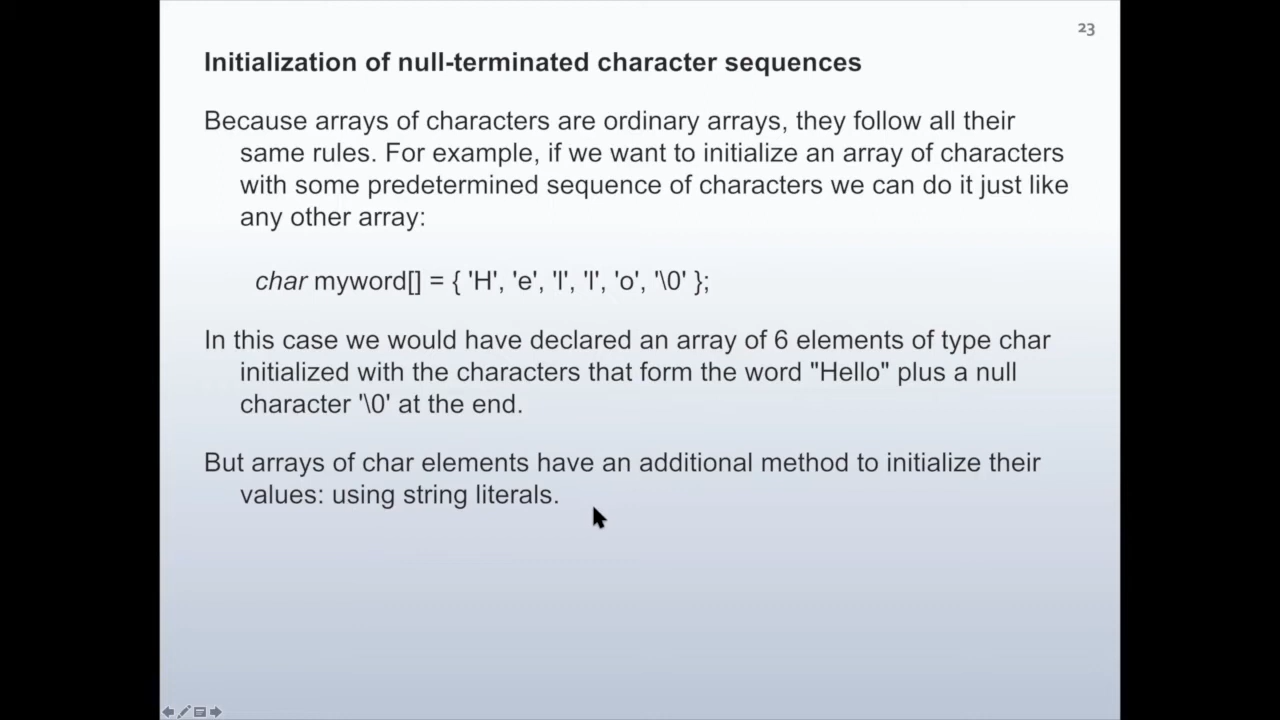 23
Initialization of null-terminated character sequences
Because arrays of characters are ordinary arrays, they follow all their
same rules. For example, if we want to initialize an array of characters
with some predetermined sequence of characters we can do it just like
any other array:
char myword[] = { 'H', 'e', 'l', 'l', 'o', '\0' };
In this case we would have declared an array of 6 elements of type char
initialized with the characters that form the word "Hello" plus a null
character '\0' at the end.
But arrays of char elements have an additional method to initialize their
values: using string literals.